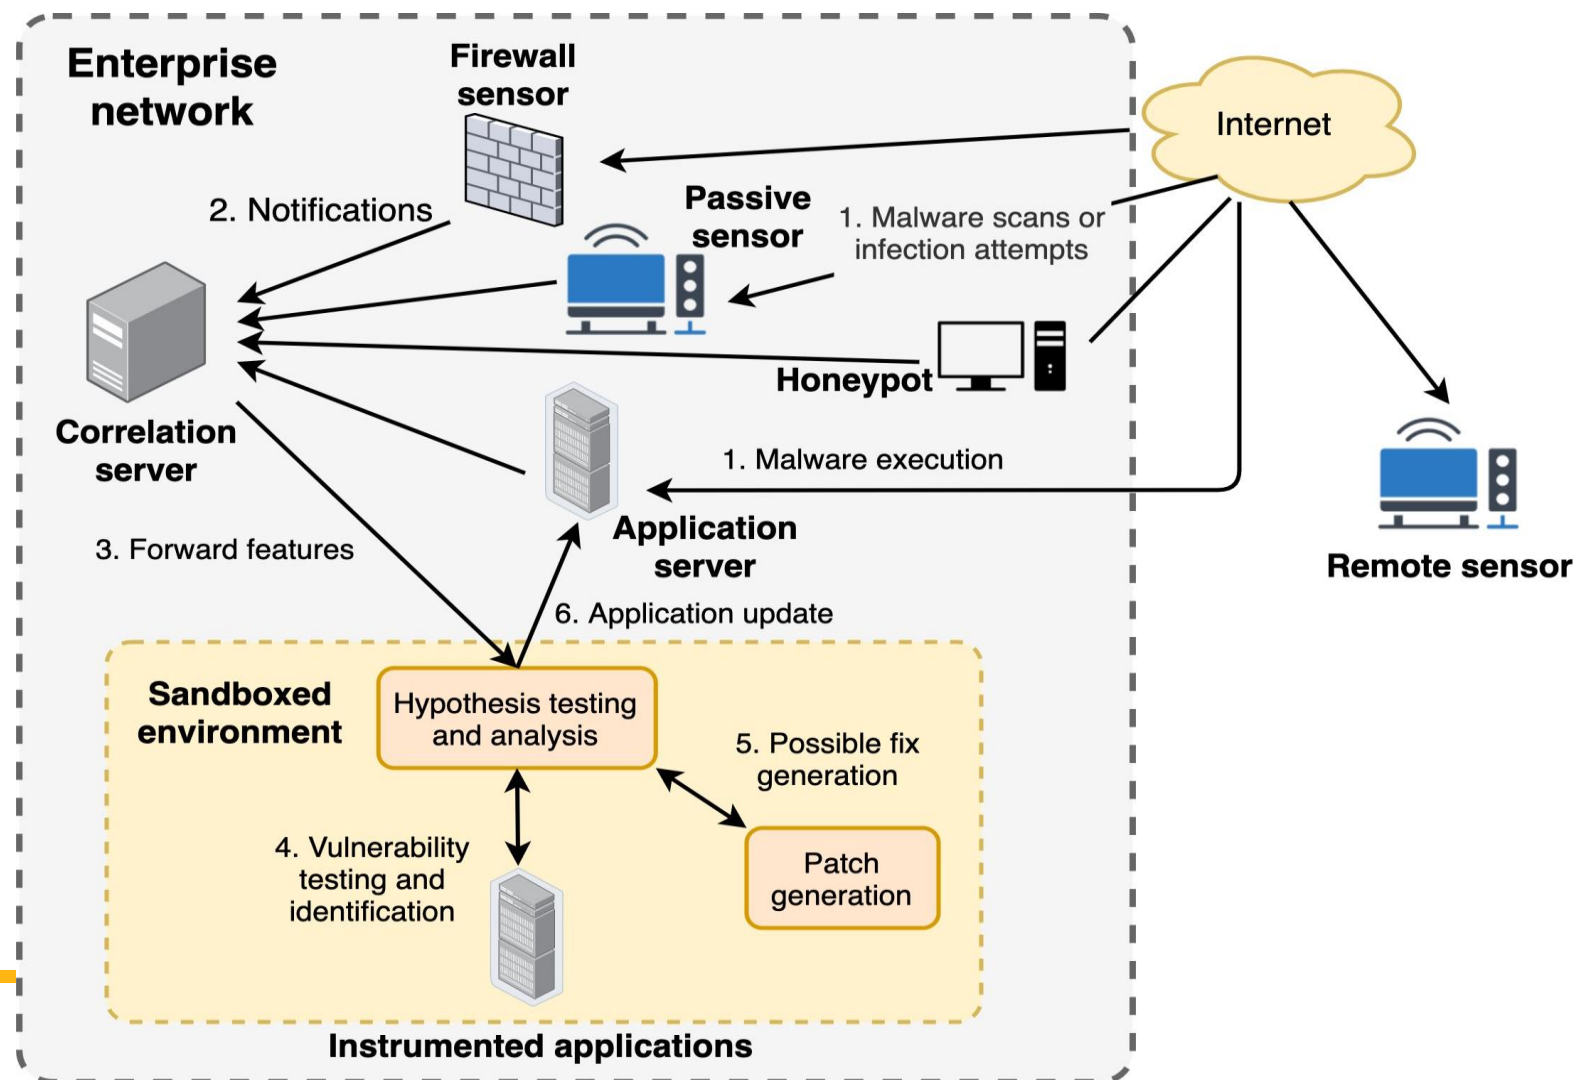 Enterprise
network
Firewall
sensor
Internet
2. Notifications
Passive
sensor
1. Malware scans or
infection attempts
Honeypot
Correlation
server
1. Malware execution
Application
server
3. Forward features
Remote sensor
6. Application update
Sandboxed
environment
Hypothesis testing
and analysis
5. Possible fix
generation
4. Vulnerability
testing and
identification
Patch
generation
Instrumented applications